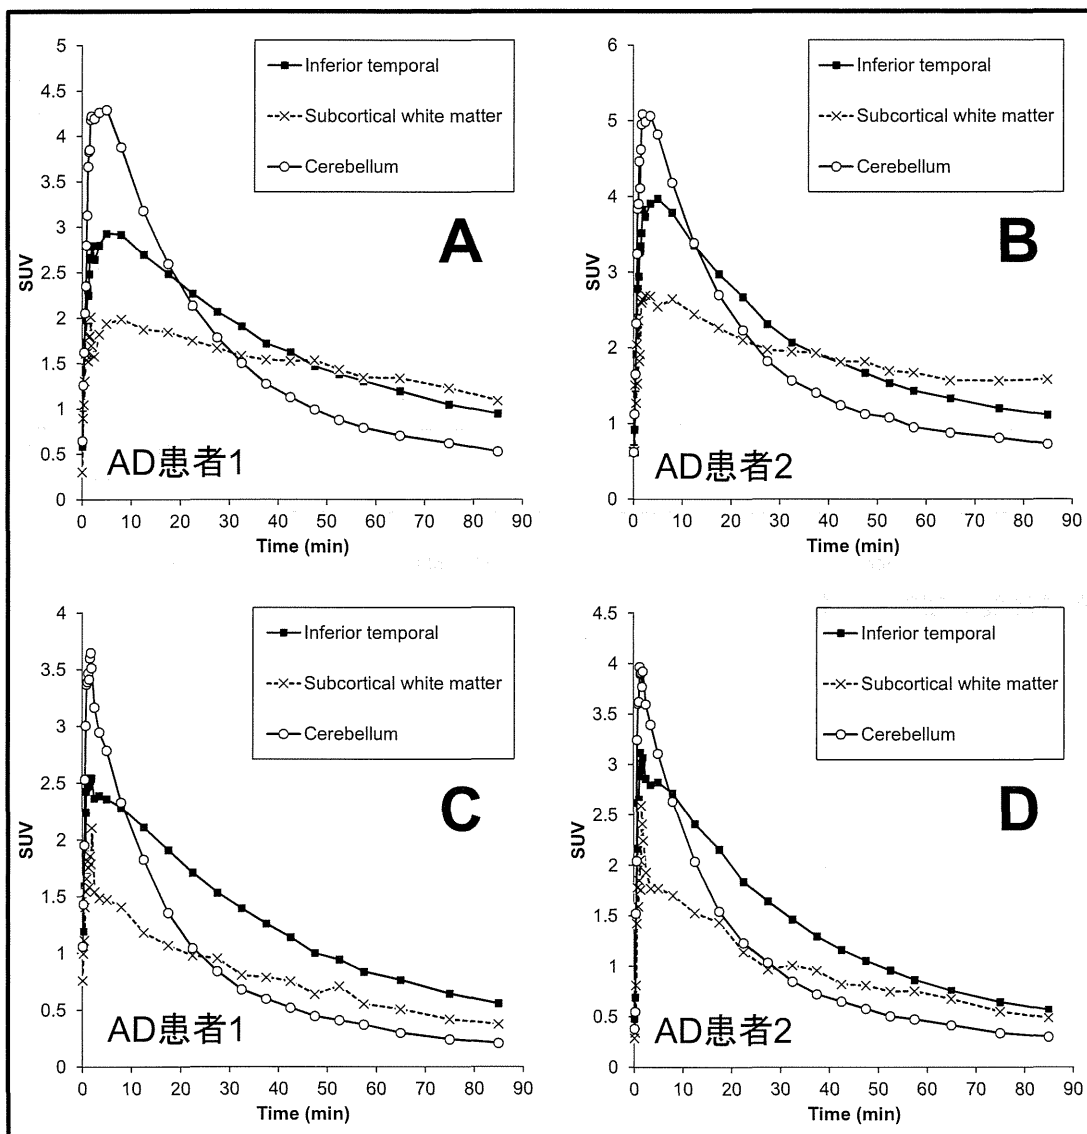 5
4.5
4
3.5
3
2.5
2
1.5
1
0.5
0
SUV
Inferior temporal
Subcortical white matter
Cerebellum
A
AD患者1
0 10 20 30 40 50 60 70 80 90
Time (min)
6
5
4
3
2
1
0
SUV
Inferior temporal
Subcortical white matter
Cerebellum
B
AD患者2
0 10 20 30 40 50 60 70 80 90
Time (min)
4
3.5
3
2.5
2
1.5
1
0.5
0
SUV
Inferior temporal
Subcortical white matter
Cerebellum
C
AD患者1
0 10 20 30 40 50 60 70 80 90
Time (min)
4.5
4
3.5
3
2.5
2
1.5
1
0.5
0
SUV
Inferior temporal
Subcortical white matter
Cerebellum
D
AD患者2
0 10 20 30 40 50 60 70 80 90
Time (min)